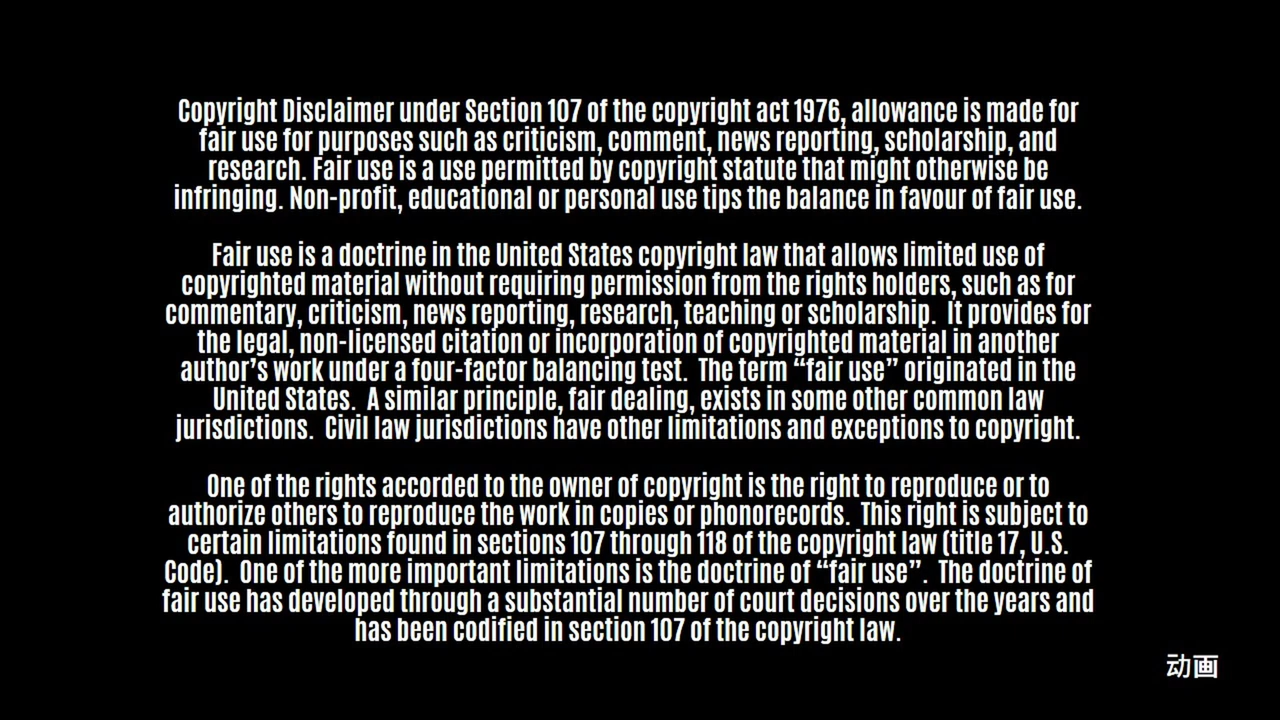 Copyright Disclaimer under Section 107 of the copyright act 1976, allowance is made for
fair use for purposes such as criticism, comment, news reporting, scholarship, and
research. Fair use is a use permitted by copyright statute that might otherwise be
infringing. Non-profit, educational or personal use tips the balance in favour of fair use.
Fair use is a doctrine in the United States copyright law that allows limited use of
copyrighted material without requiring permission from the rights holders, such as for
commentary, criticism, news reporting, research, teaching or scholarship.  It provides for
the legal, non-licensed citation or incorporation of copyrighted material in another
author’s work under a four-factor balancing test.  The term “fair use” originated in the
United States.  A similar principle, fair dealing, exists in some other common law
jurisdictions.  Civil law jurisdictions have other limitations and exceptions to copyright.
One of the rights accorded to the owner of copyright is the right to reproduce or to
authorize others to reproduce the work in copies or phonorecords.  This right is subject to
certain limitations found in sections 107 through 118 of the copyright law (title 17, U.S.
Code).  One of the more important limitations is the doctrine of “fair use”.  The doctrine of
fair use has developed through a substantial number of court decisions over the years and
has been codified in section 107 of the copyright law.
动画